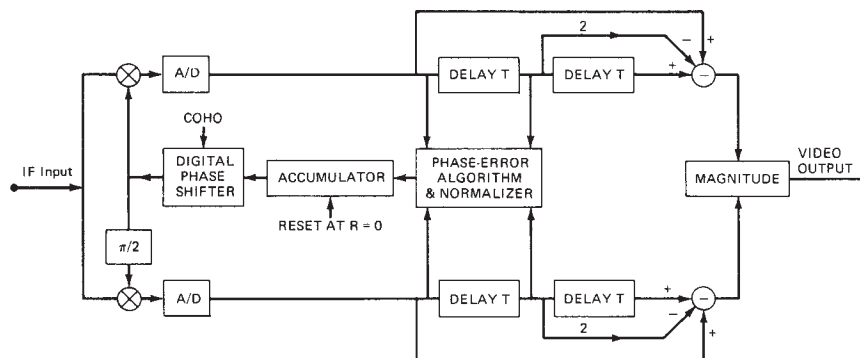 2
−
+
A/D
DELAY T
DELAY T
+
−
COHO
IF Input
DIGITAL
PHASE
SHIFTER
ACCUMULATOR
PHASE-ERROR
ALGORITHM
& NORMALIZER
MAGNITUDE
VIDEO
OUTPUT
RESET AT R = 0
π/2
A/D
DELAY T
DELAY T
+
−
−
2
+